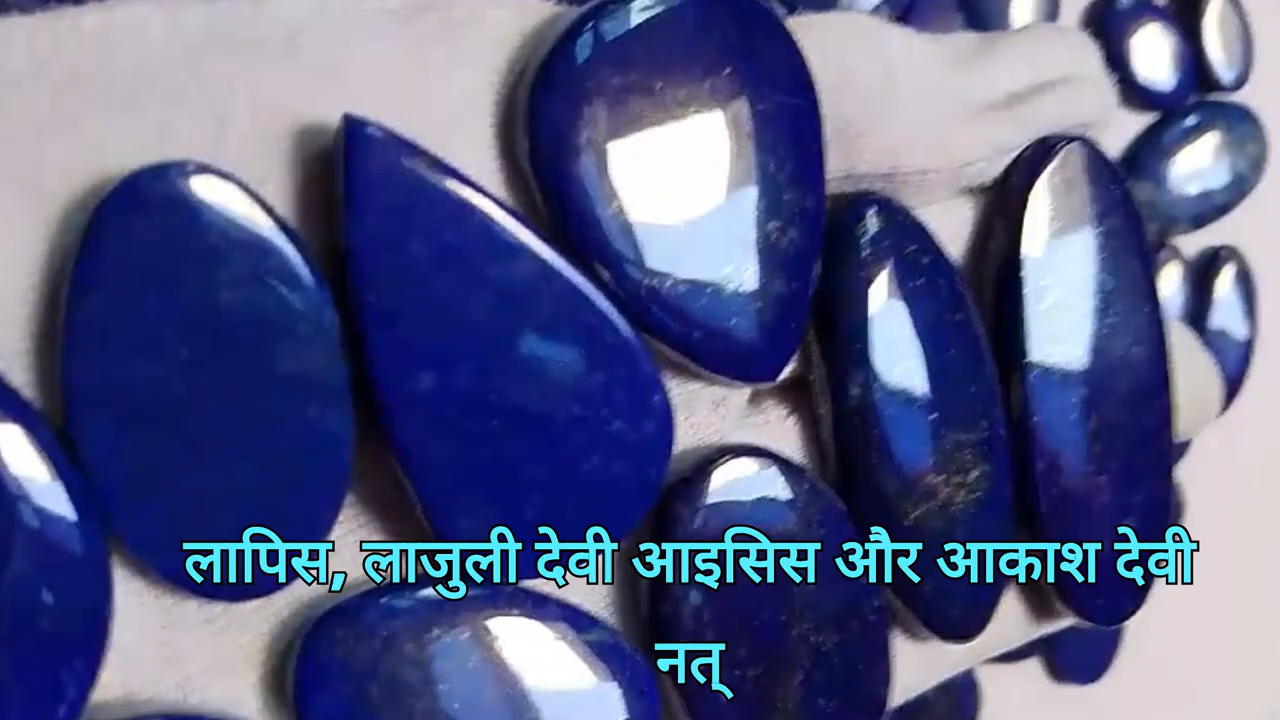 लापिस, लाजुली देवी आइसिस और आकाश देवी
नत्